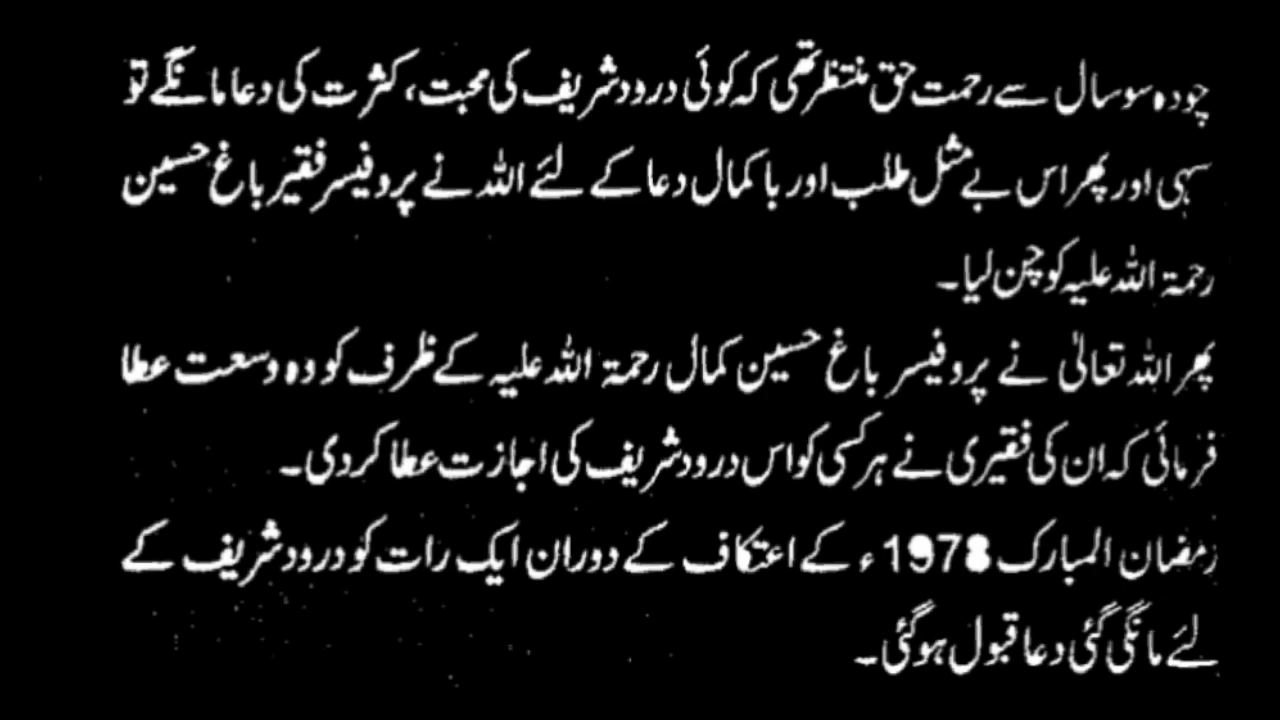 چودہ سو سال سے رحمت حق منتظر تھی کہ کوئی درود شریف کی محبت، کثرت کی دعا مانگے تو
سہی اور پھر اس بے مثل طلب اور با کمال دعا کے لئے اللہ نے پروفیسر فقیر باغ حسین
رحمۃ اللہ علیہ کو چن لیا۔
پھر اللہ تعالیٰ نے پروفیسر باغ حسین کمال رحمۃ اللہ علیہ کے ظرف کو وہ وسعت عطا
فرمائی کہ ان کی فقیری نے ہر کسی کو اس درود شریف کی اجازت عطا کر دی۔
رمضان المبارک 1978ء کے اعتکاف کے دوران ایک رات کو درود شریف کے
لئے مانگی گئی دعا قبول ہو گئی۔